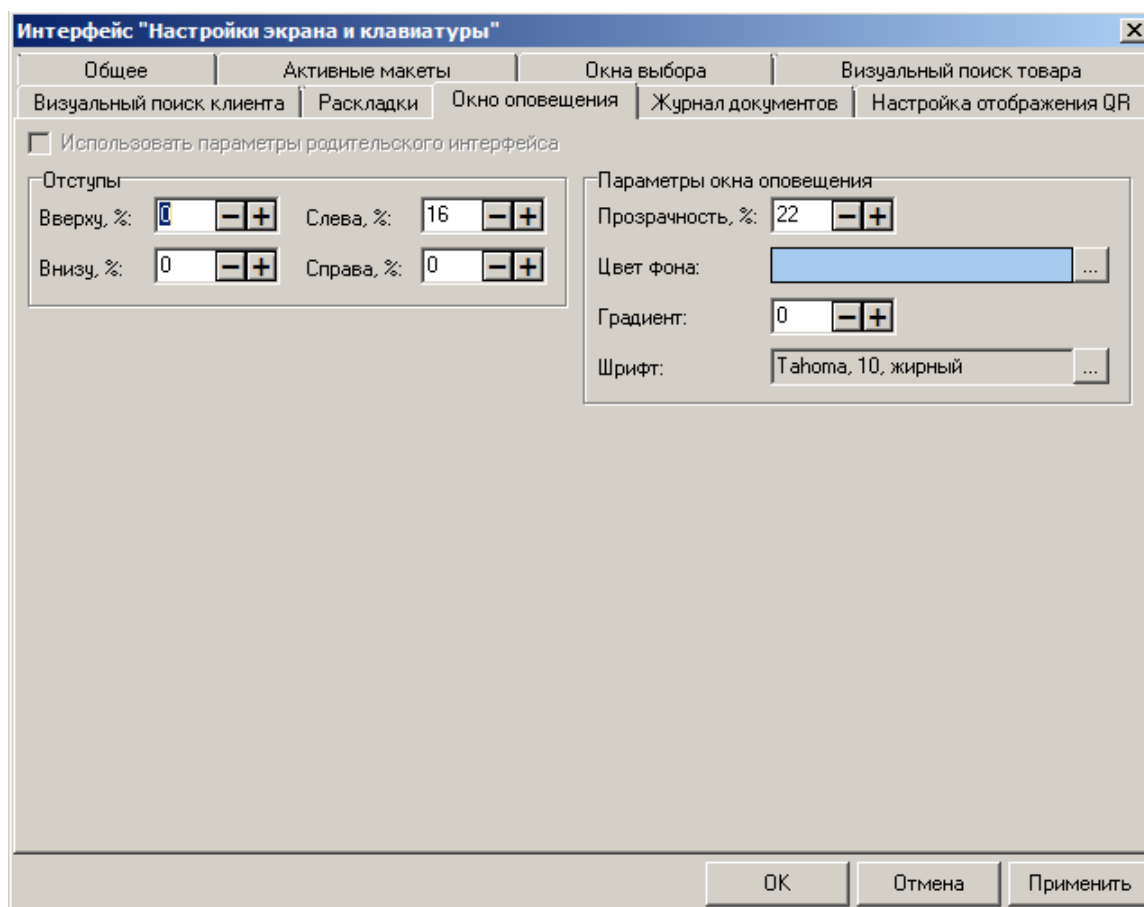 Интерфейс "Настройки экрана и клавиатуры"
Общее Активные макеты Окна выбора Визуальный поиск товара
Визуальный поиск клиента Раскладки Окно оповещения Журнал документов Настройка отображения QR
Использовать параметры родительского интерфейса
Отступы
Вверху, %: 0 Слева, %: 16
Внизу, %: 0 Справа, %: 0
Параметры окна оповещения
Прозрачность, %: 22
Цвет фона: ...
Градиент: 0
Шрифт: Tahoma, 10, жирный ...
OK Отмена Применить